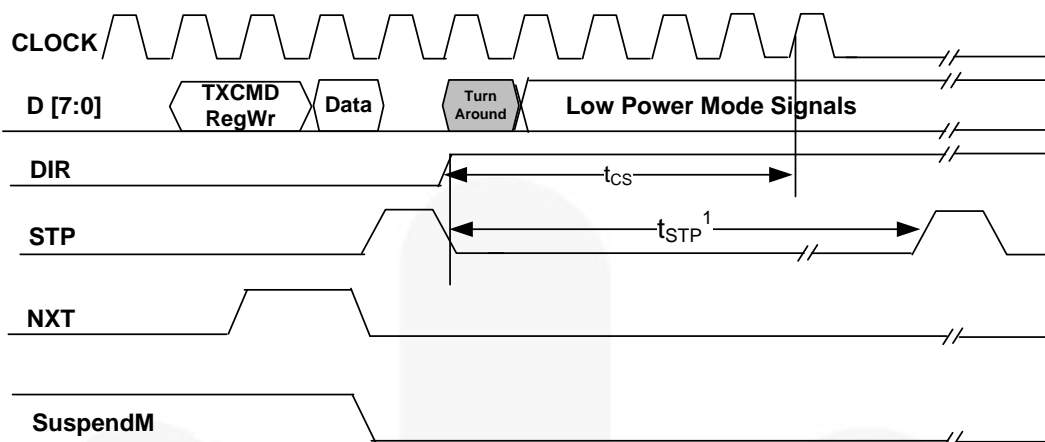 CLOCK
D [7:0]
TXCMD
RegWr
Data
Turn
Around
Low Power Mode Signals
DIR
tCS
STP
tSTP1
NXT
SuspendM